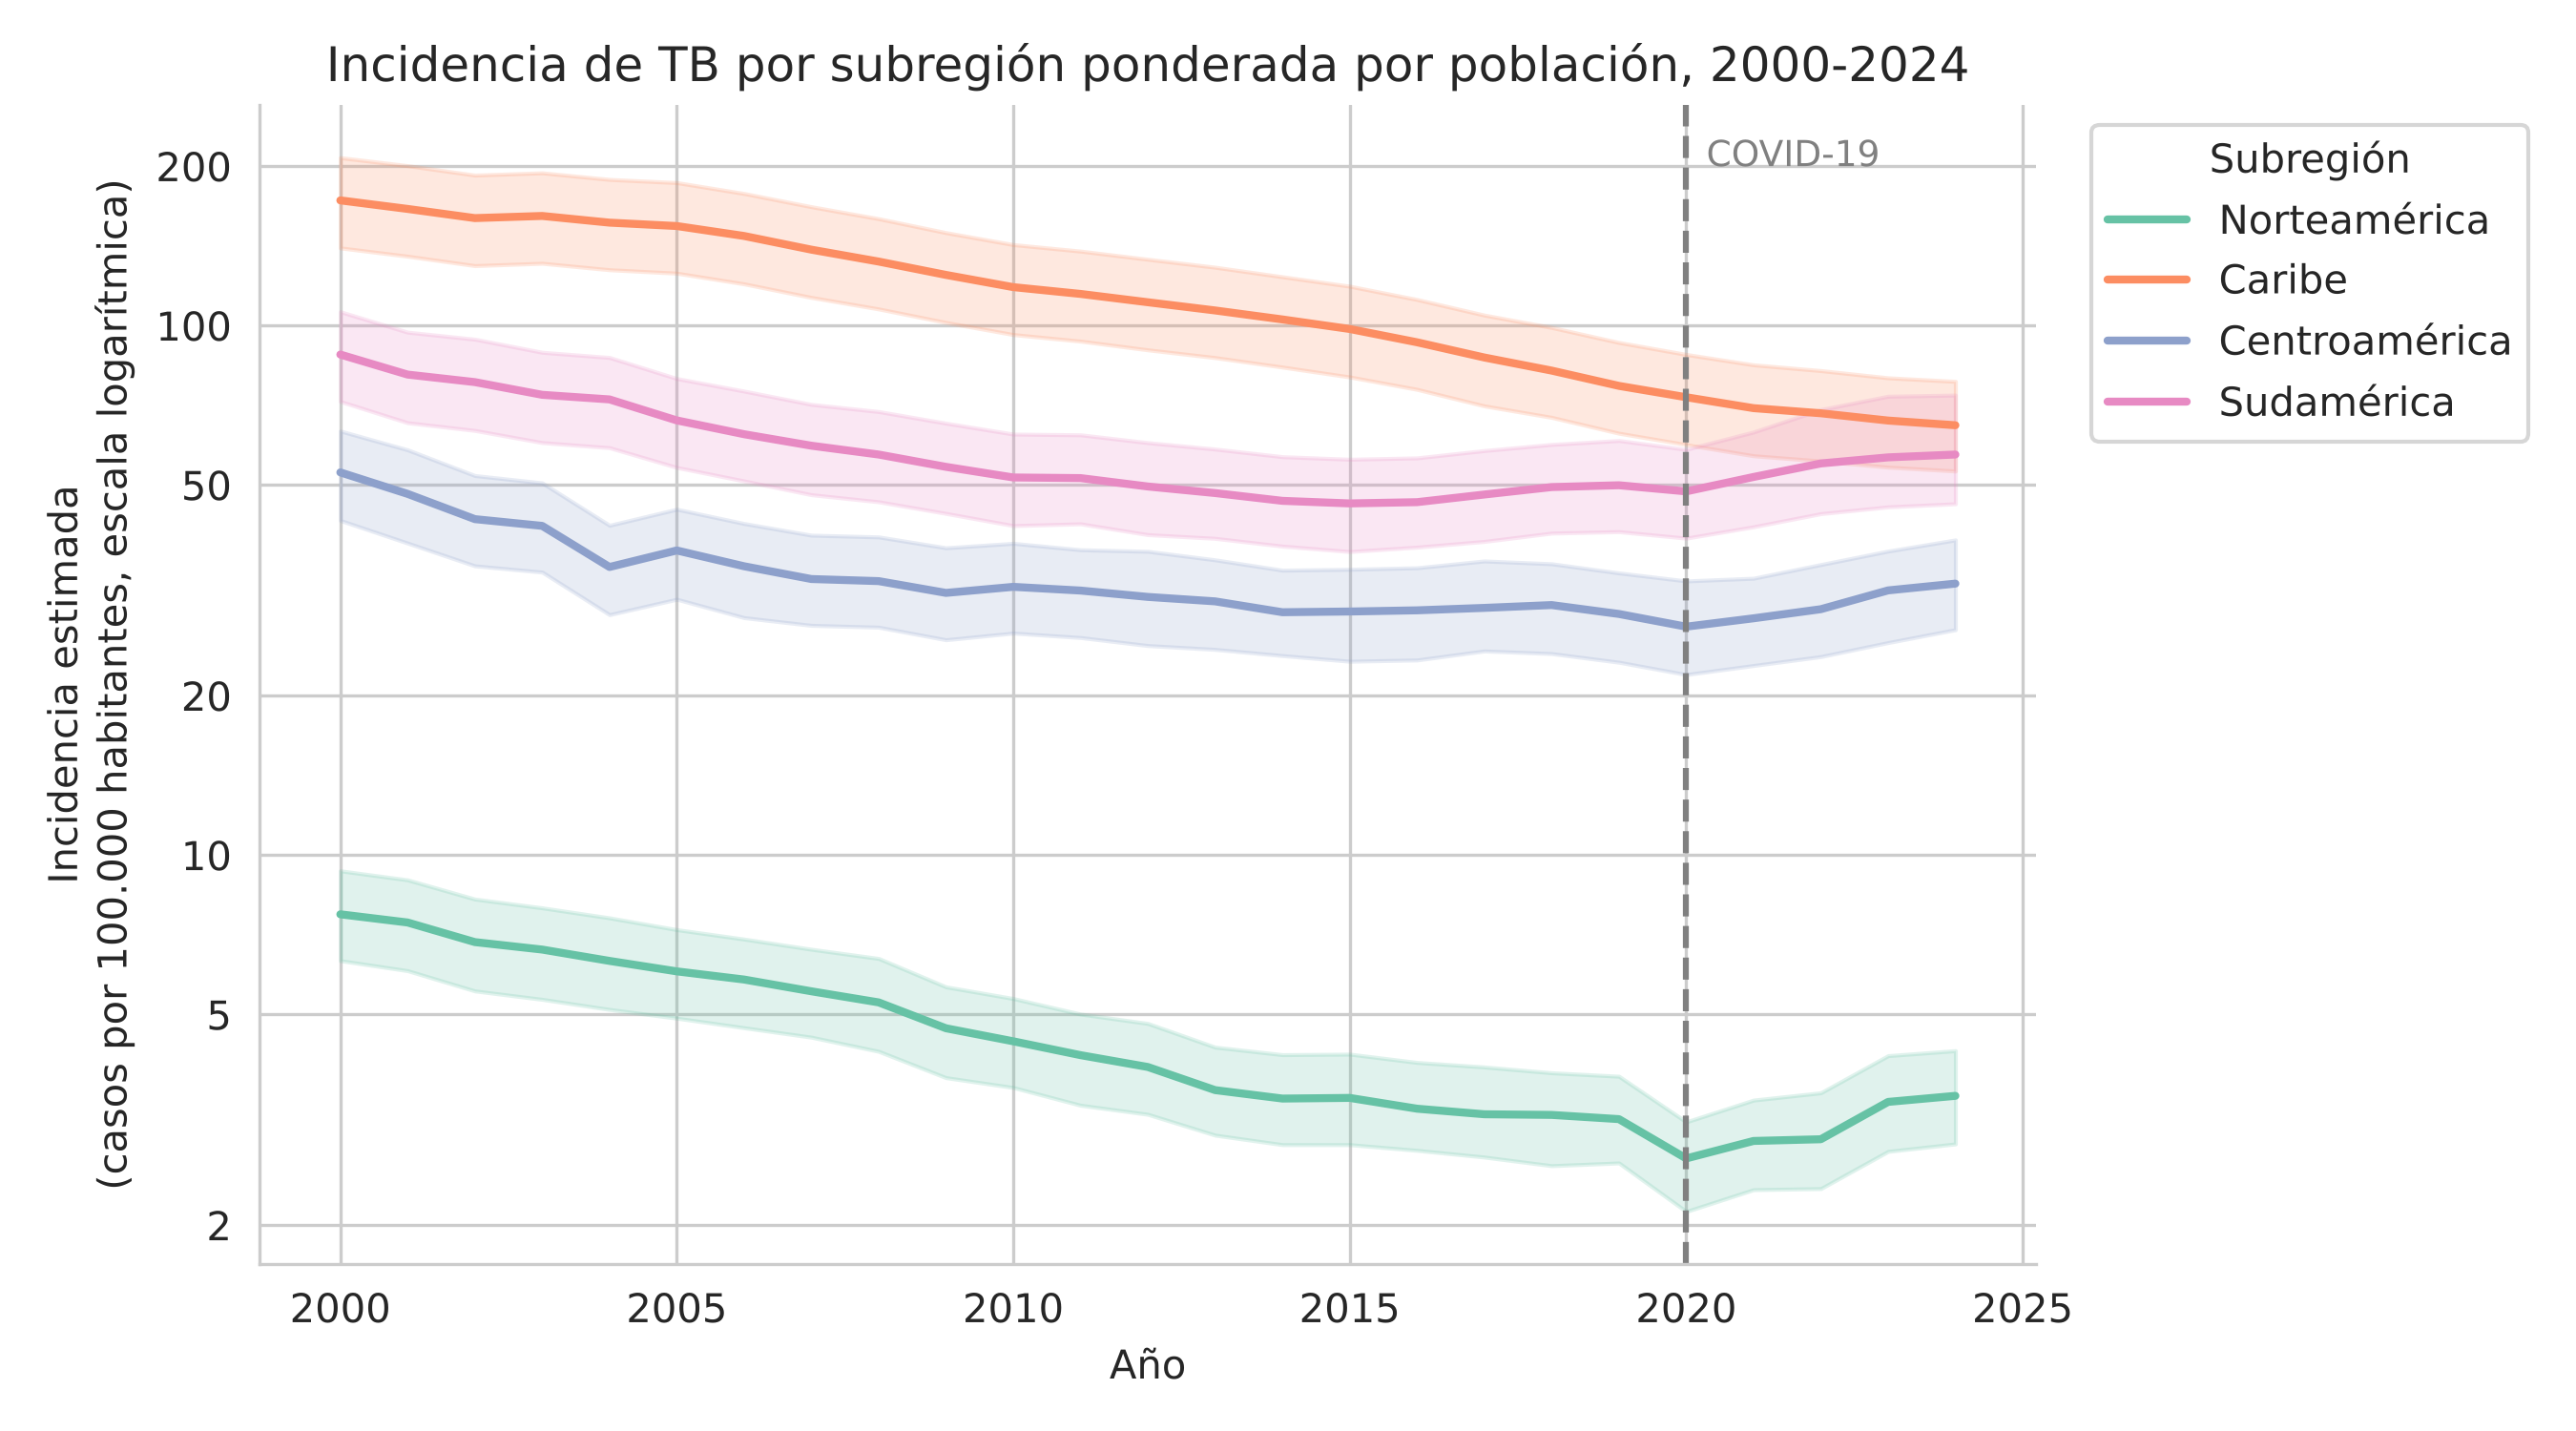 Incidencia de TB por subregión ponderada por población, 2000-2024
Incidencia estimada
(casos por 100.000 habitantes, escala logarítmica)
200
100
50
20
10
5
2
COVID-19
2000
2005
2010
2015
2020
2025
Año
Subregión
Norteamérica
Caribe
Centroamérica
Sudamérica